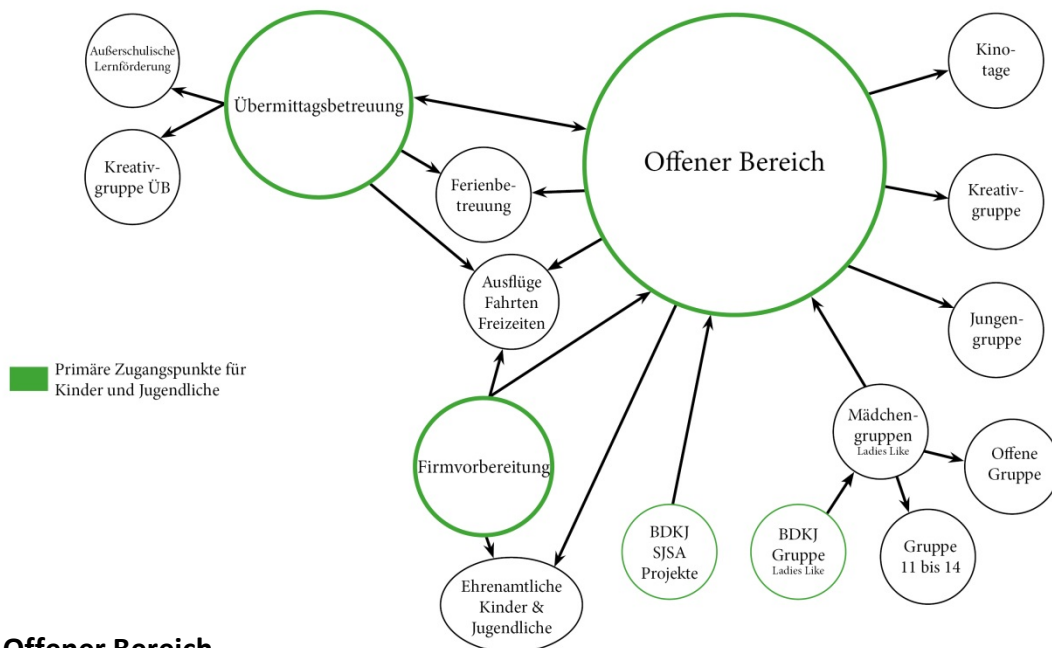 Außerschulische
Lernförderung
Übermittagsbetreuung
Kreativ-
gruppe ÜB
Ferienbe-
treuung
Offener Bereich
Kino-
tage
Kreativ-
gruppe
Jungen-
gruppe
Ausflüge
Fahrten
Freizeiten
Primäre Zugangspunkte für
Kinder und Jugendliche
Firmvorbereitung
Mädchen-
gruppen
Ladies Like
Offene
Gruppe
BDKJ
SJSA
Projekte
BDKJ
Gruppe
Ladies Like
Gruppe
11 bis 14
Ehrenamtliche
Kinder &
Jugendliche
Offener Bereich